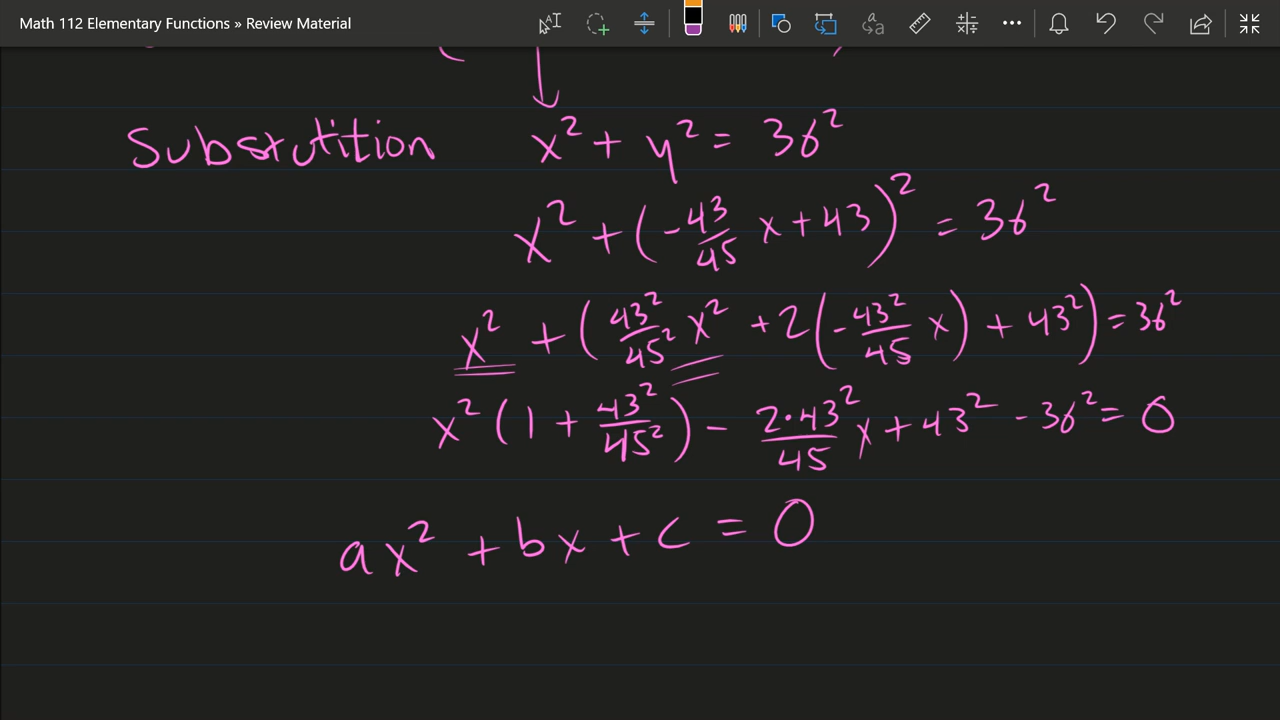 Math 112 Elementary Functions » Review Material
Substutition x² + y² = 36²
x² + (-43/45 x + 43)² = 36²
x² + (43²/45² x² + 2(-43²/45 x) + 43²) = 36²
x² (1 + 43²/45²) - 2·43²/45 x + 43² - 36² = 0
ax² + bx + c = 0